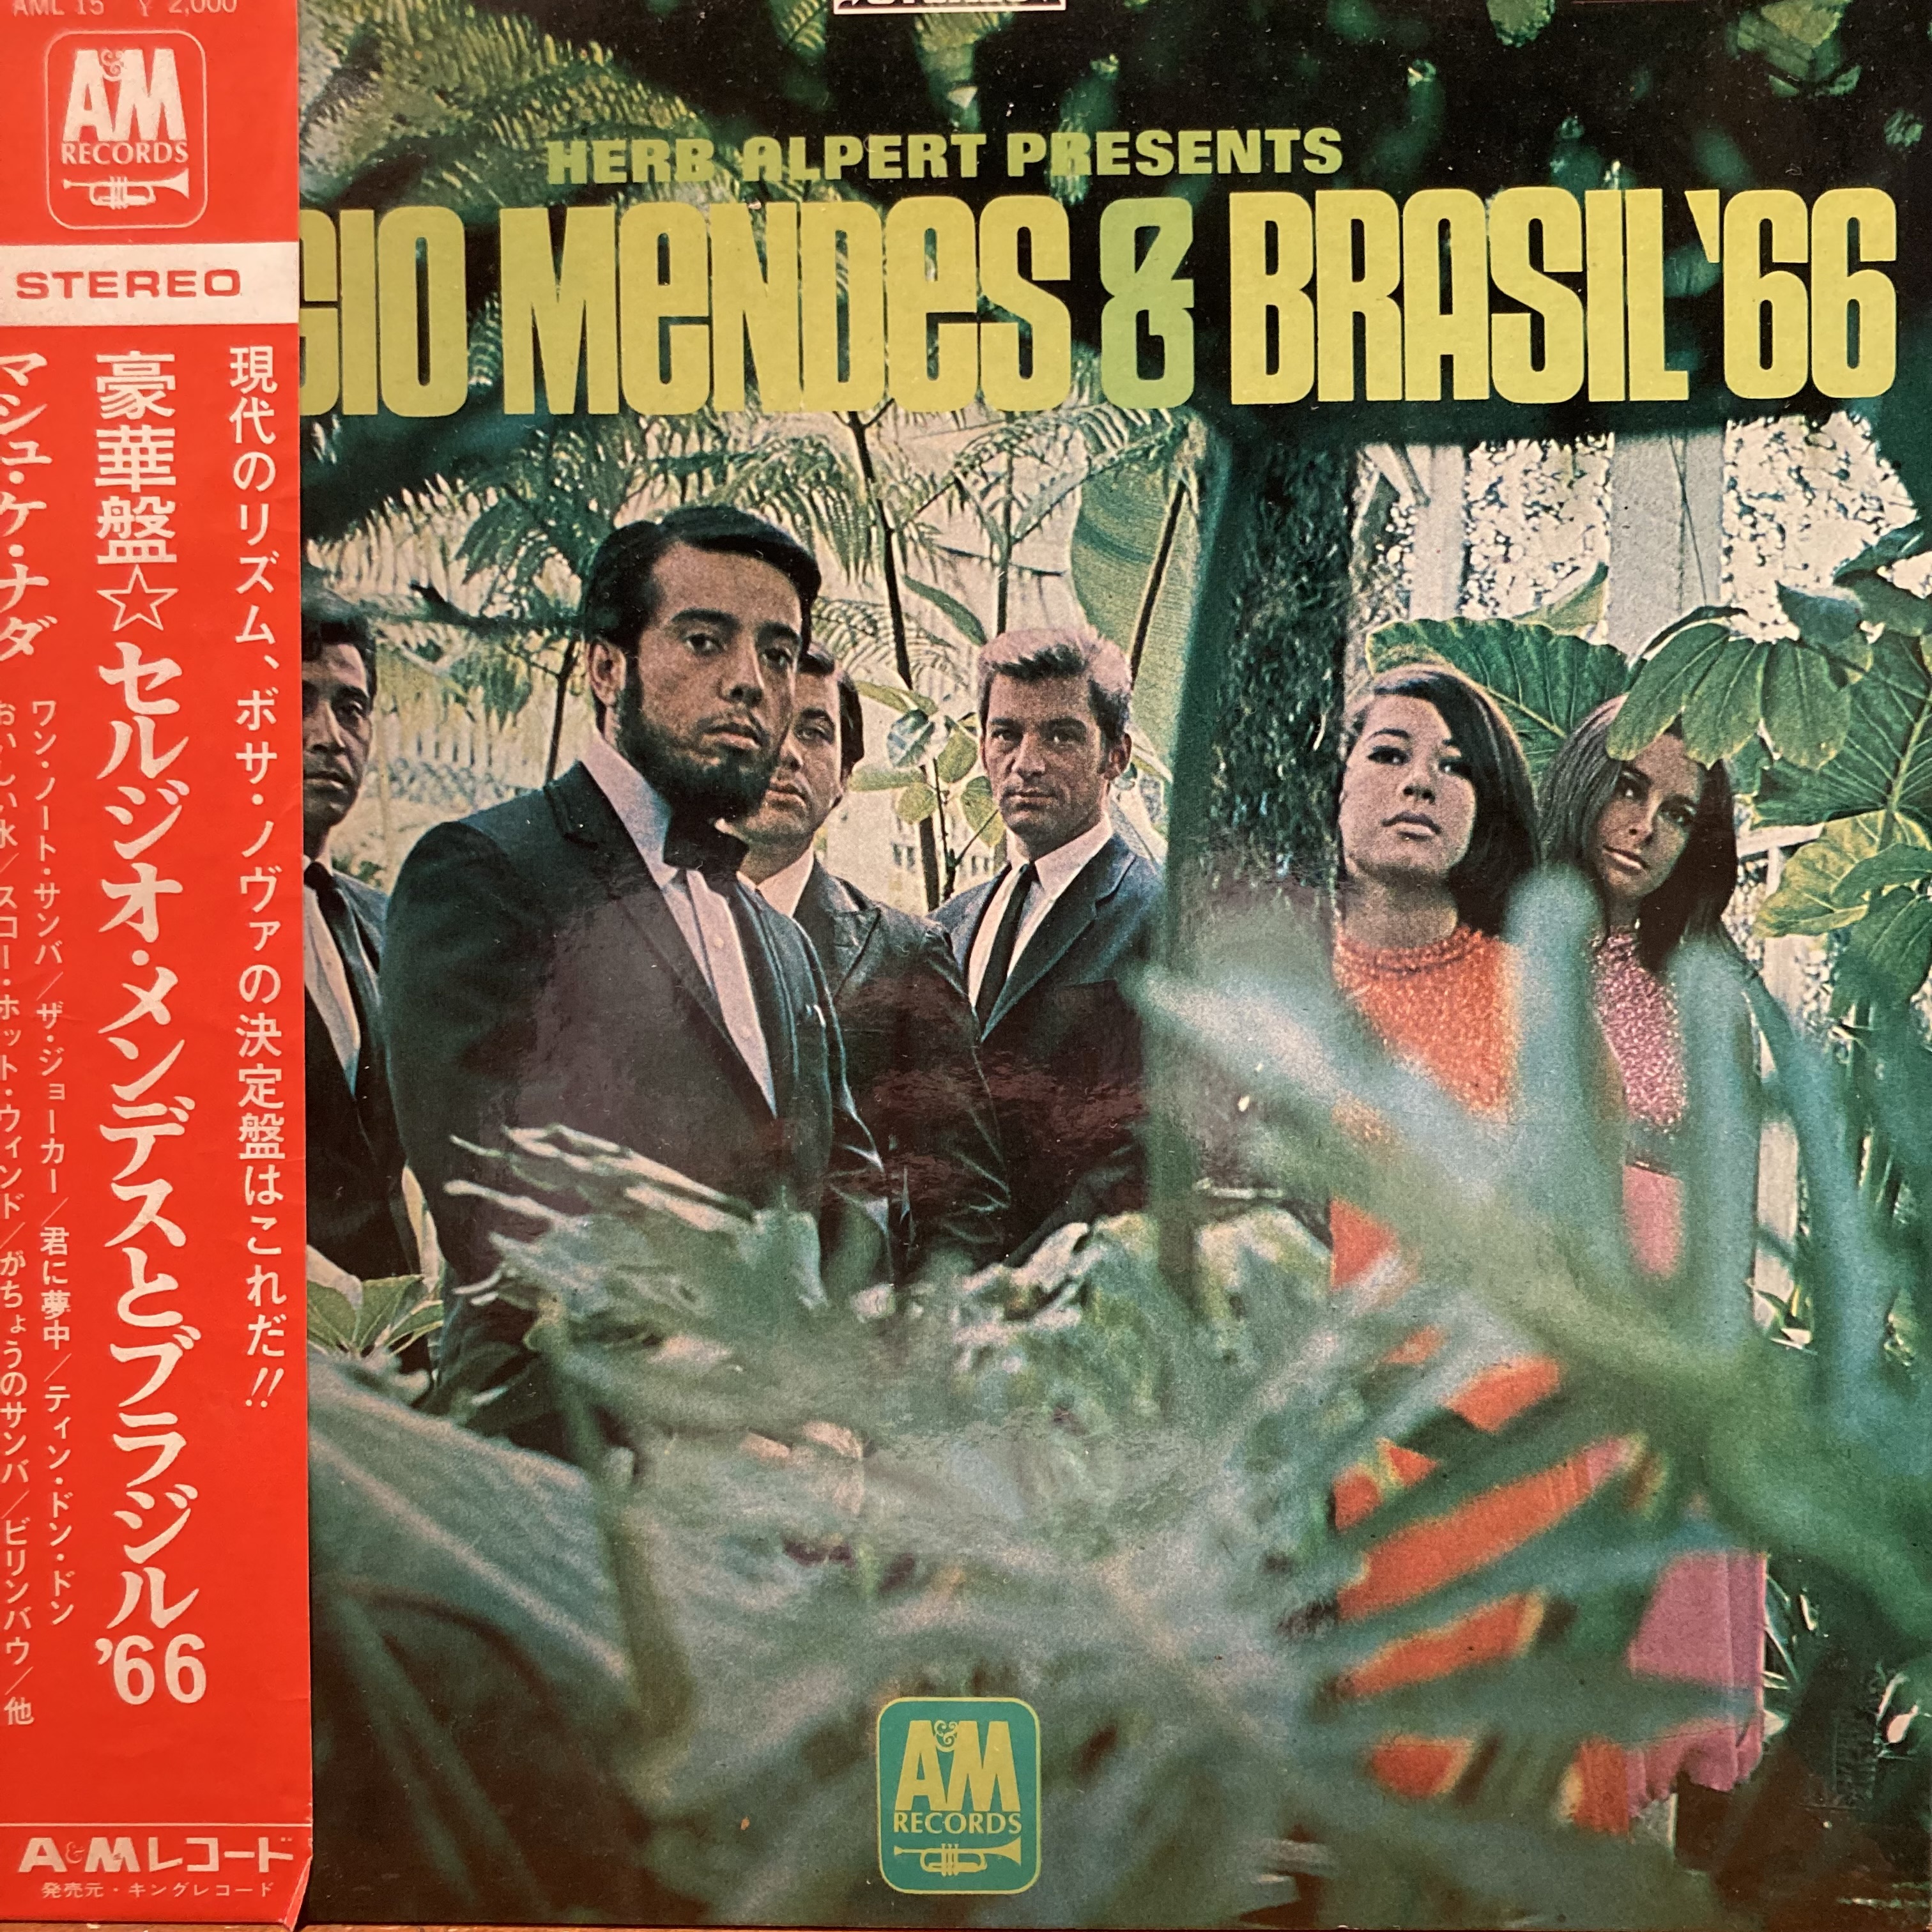 AML 15 ¥2,000
A&M
RECORDS
STEREO
現代のリズム、ボサ・ノヴァの決定盤はこれだ!!
豪華盤☆セルジオ・メンデスとブラジル’66
マシュ・ケ・ナダ
ワン・ノート・サンバ／ザ・ジョーカー／君に夢中／ティン・ドン・ドン
おいしい水／スコー・ホット・ウィンド／がちょうのサンバ／ビリンバウ／他
A&Mレコード
発売元・キングレコード
STEREO
HERB ALPERT PRESENTS
GIO MENDES & BRASIL '66
A&M
RECORDS